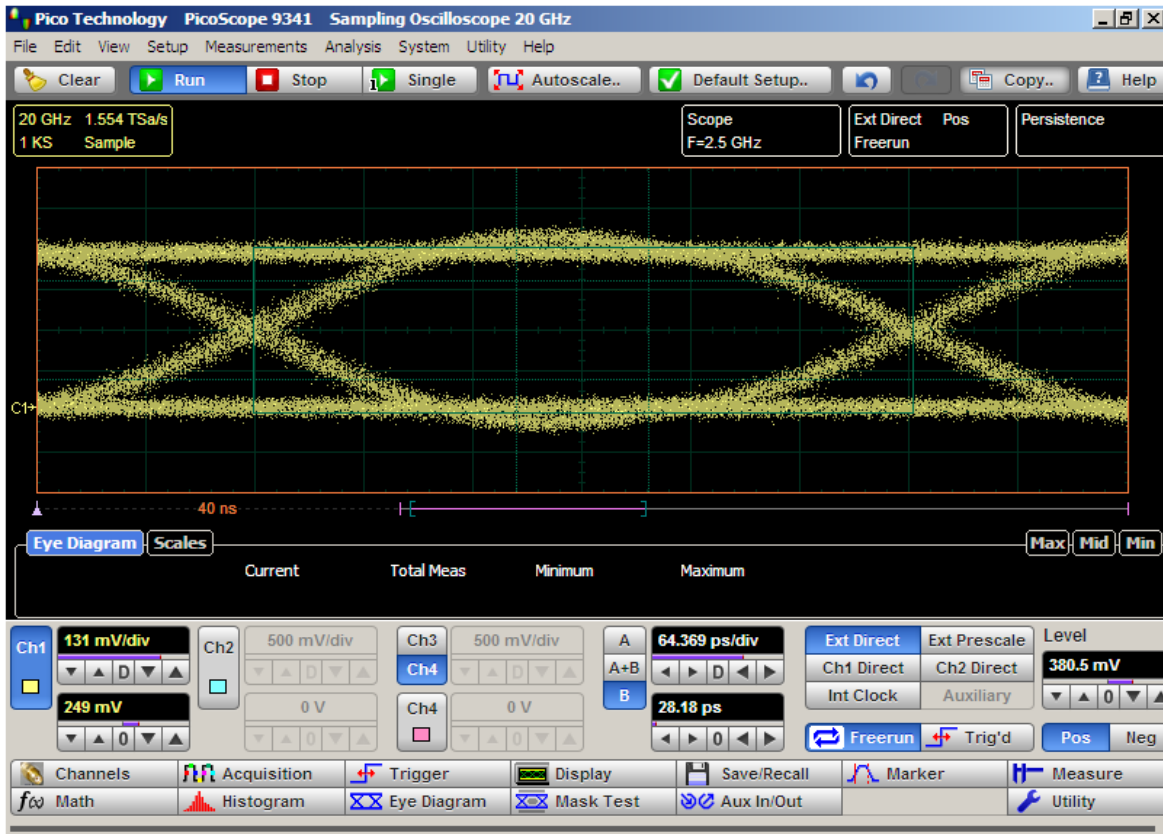 Pico Technology PicoScope 9341 Sampling Oscilloscope 20 GHz
File Edit View Setup Measurements Analysis System Utility Help
Clear Run Stop Single Autoscale.. Default Setup.. Copy.. Help
20 GHz 1.554 TSa/s
1 KS Sample
Scope
F=2.5 GHz
Ext Direct Pos
Freerun
Persistence
C1
40 ns
Eye Diagram Scales Max Mid Min
Current Total Meas Minimum Maximum
Ch1 131 mV/div D
249 mV 0
Ch2 500 mV/div D
0 V 0
Ch3 Ch4 500 mV/div D
Ch4 0 V 0
A
A+B
B
64.369 ps/div D
28.18 ps 0
Ext Direct Ext Prescale
Ch1 Direct Ch2 Direct
Int Clock Auxiliary
Freerun Trig'd
Level
380.5 mV
0
Pos Neg
Channels Acquisition Trigger Display Save/Recall Marker Measure
f(x) Math Histogram Eye Diagram Mask Test Aux In/Out Utility